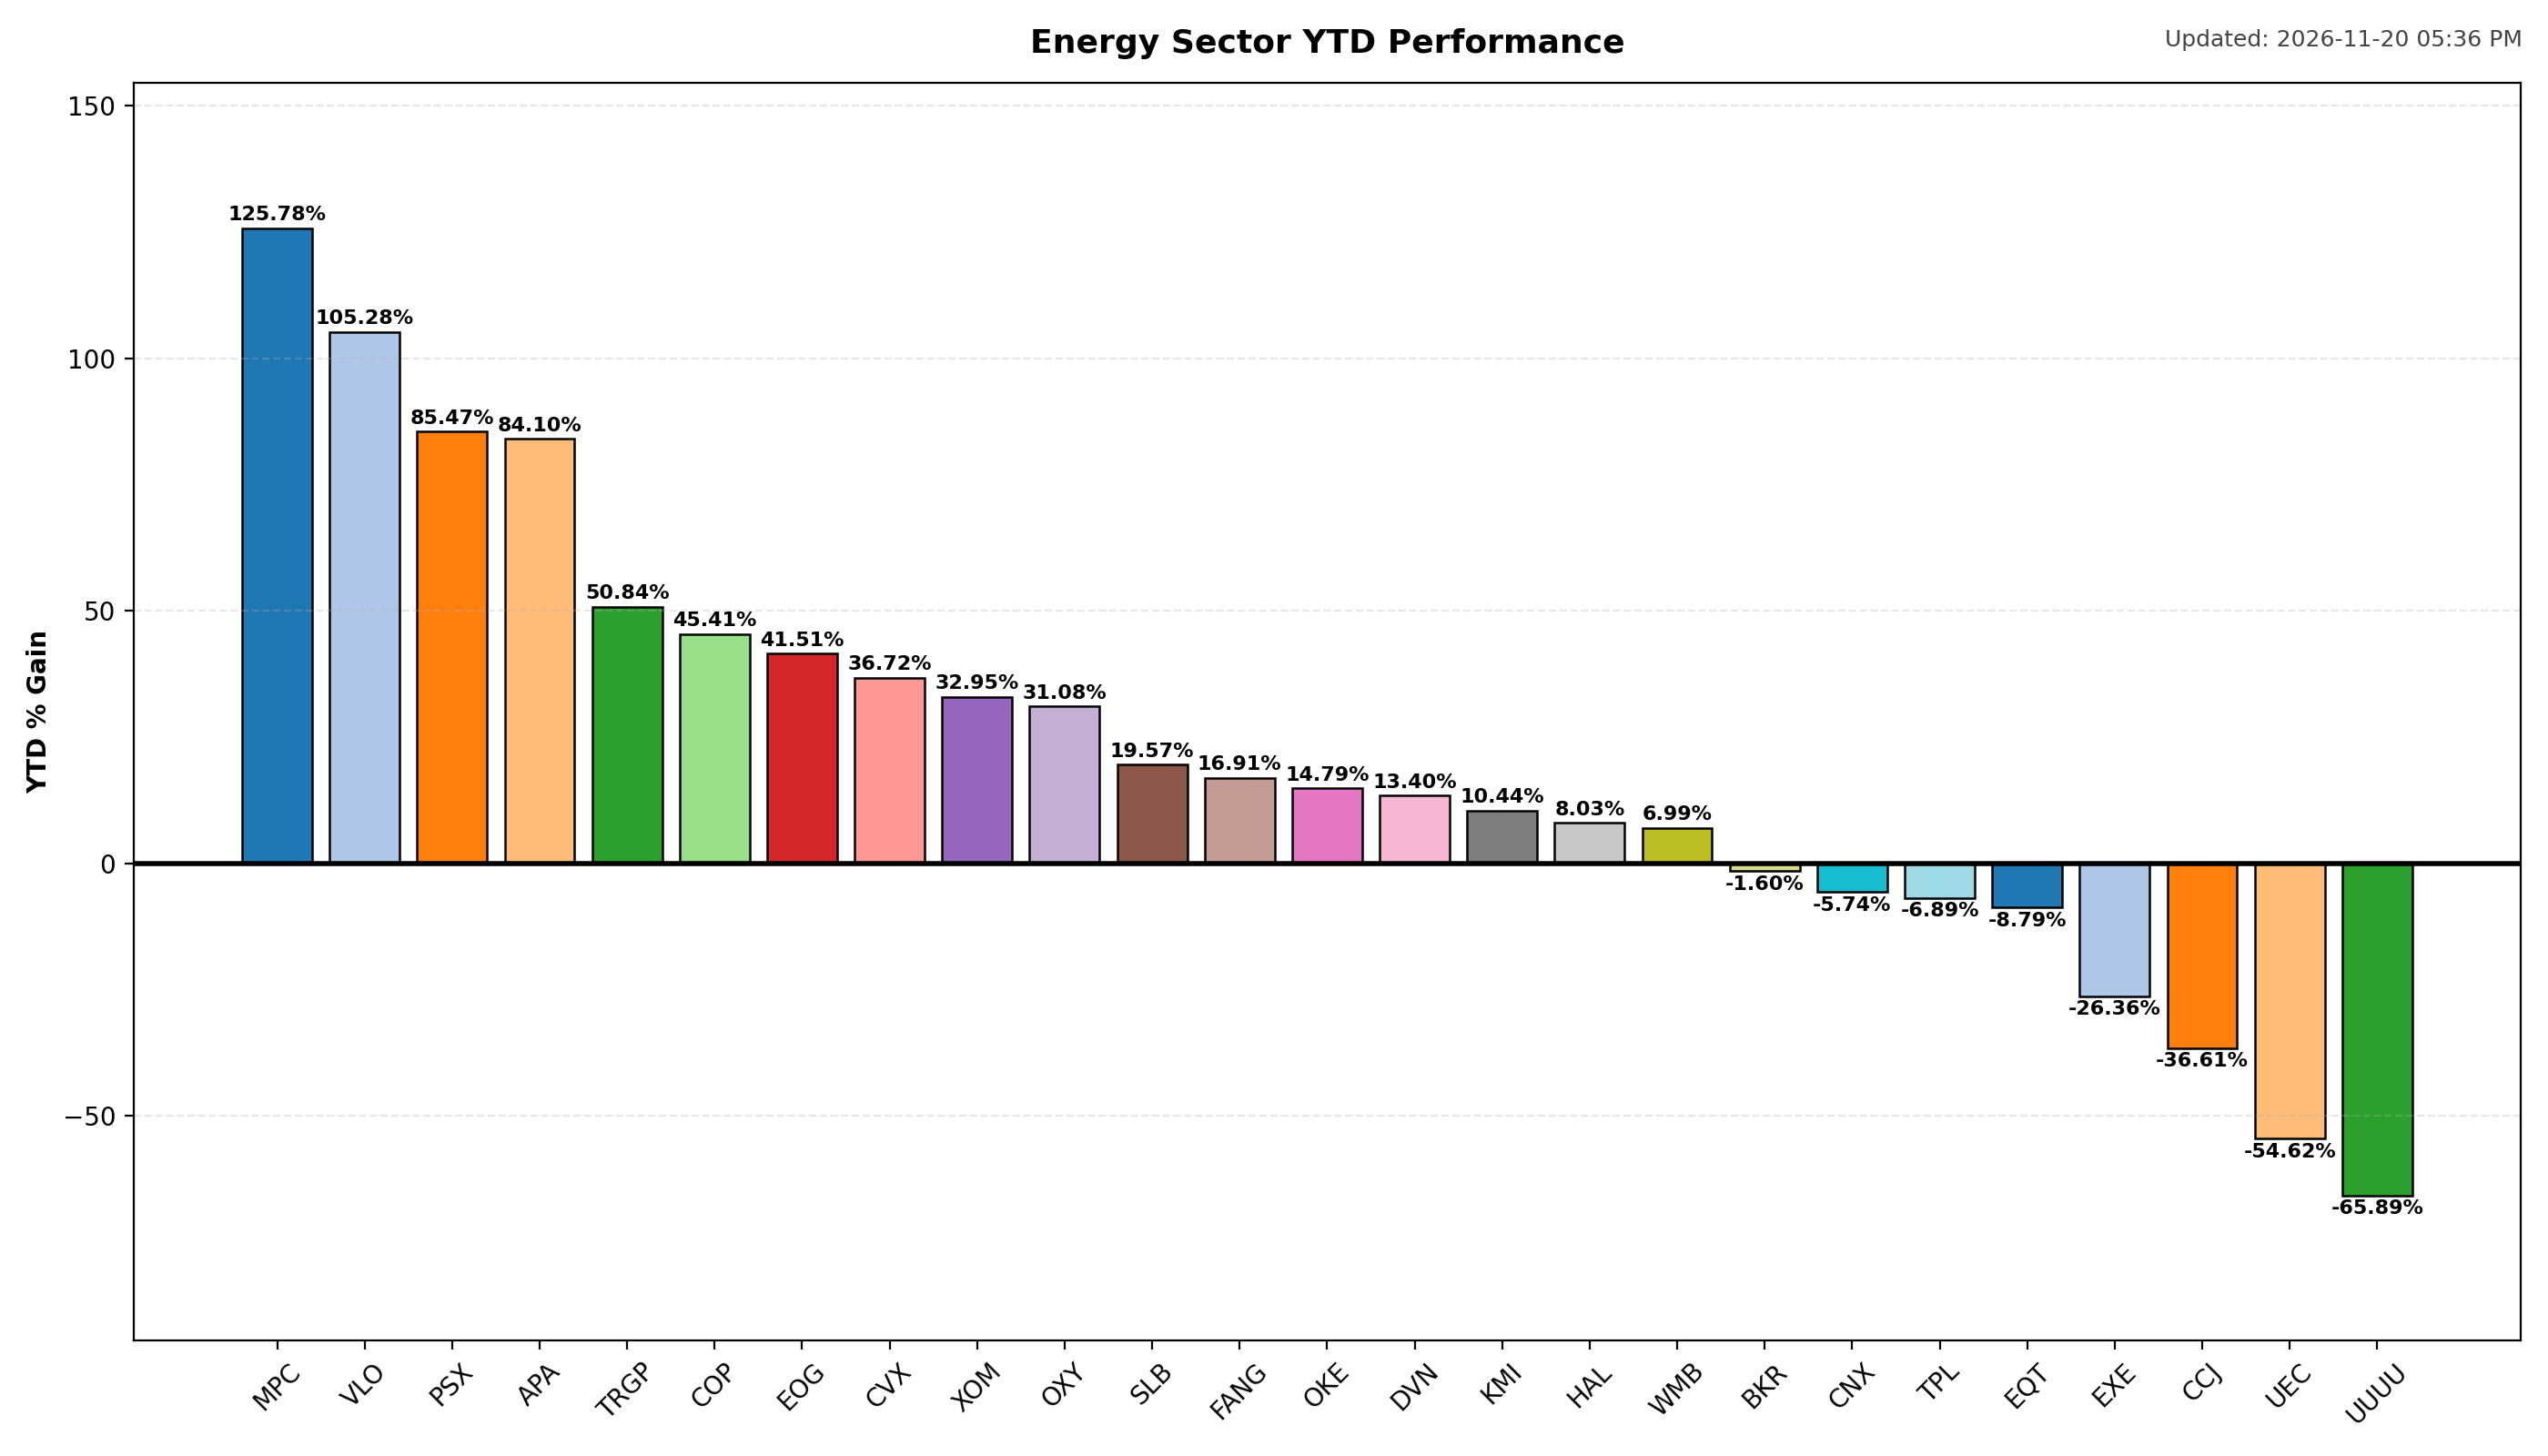 Energy Sector YTD Performance
Updated: 2026-11-20 05:36 PM
YTD % Gain
150
100
50
0
−50
125.78%
105.28%
85.47%
84.10%
50.84%
45.41%
41.51%
36.72%
32.95%
31.08%
19.57%
16.91%
14.79%
13.40%
10.44%
8.03%
6.99%
-1.60%
-5.74%
-6.89%
-8.79%
-26.36%
-36.61%
-54.62%
-65.89%
MPC
VLO
PSX
APA
TRGP
COP
EOG
CVX
XOM
OXY
SLB
FANG
OKE
DVN
KMI
HAL
WMB
BKR
CNX
TPL
EQT
EXE
CCJ
UEC
UUUU